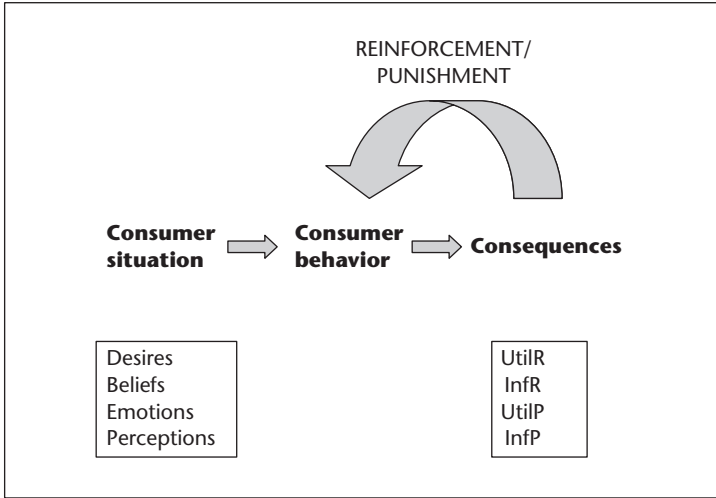 REINFORCEMENT/
PUNISHMENT
Consumer
situation
Consumer
behavior
Consequences
Desires
Beliefs
Emotions
Perceptions
UtilR
InfR
UtilP
InfP